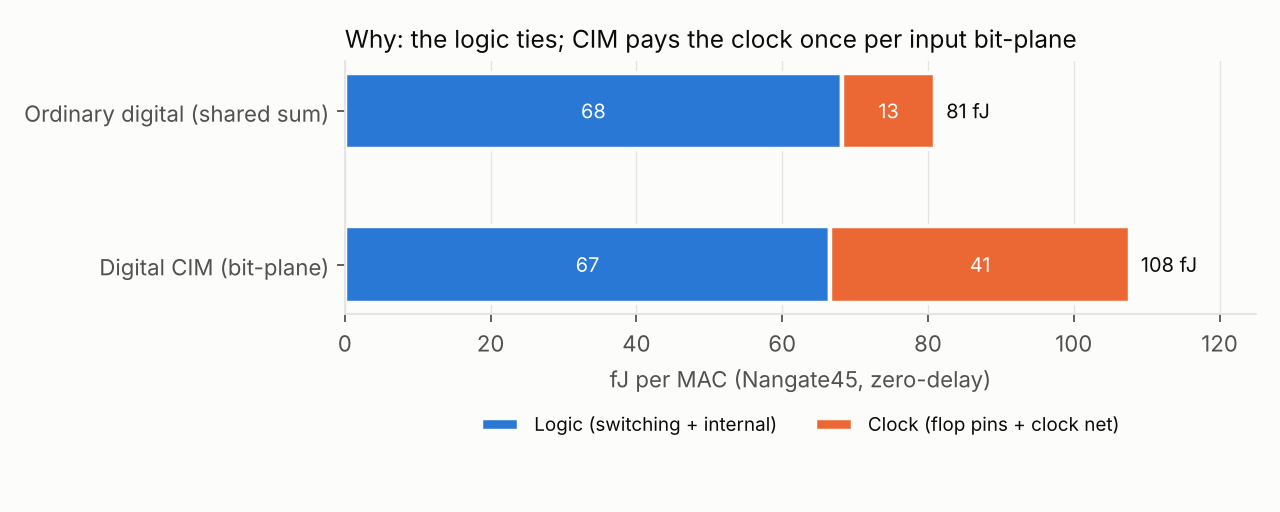 Why: the logic ties; CIM pays the clock once per input bit-plane
Ordinary digital (shared sum)
68
13
81 fJ
Digital CIM (bit-plane)
67
41
108 fJ
0 20 40 60 80 100 120
fJ per MAC (Nangate45, zero-delay)
Logic (switching + internal) Clock (flop pins + clock net)